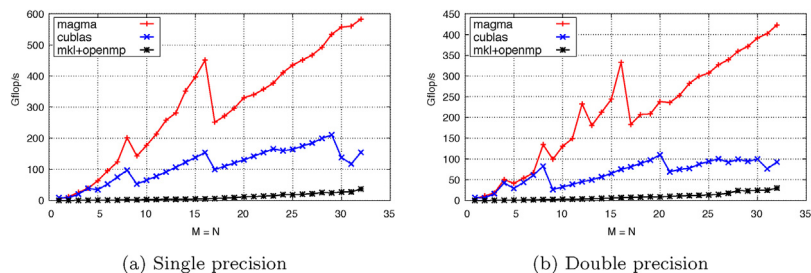 600
500
400
300
200
100
0
Gflop/s
magma
cublas
mkl+openmp
0 5 10 15 20 25 30 35
M = N
(a) Single precision
450
400
350
300
250
200
150
100
50
0
Gflop/s
magma
cublas
mkl+openmp
0 5 10 15 20 25 30 35
M = N
(b) Double precision